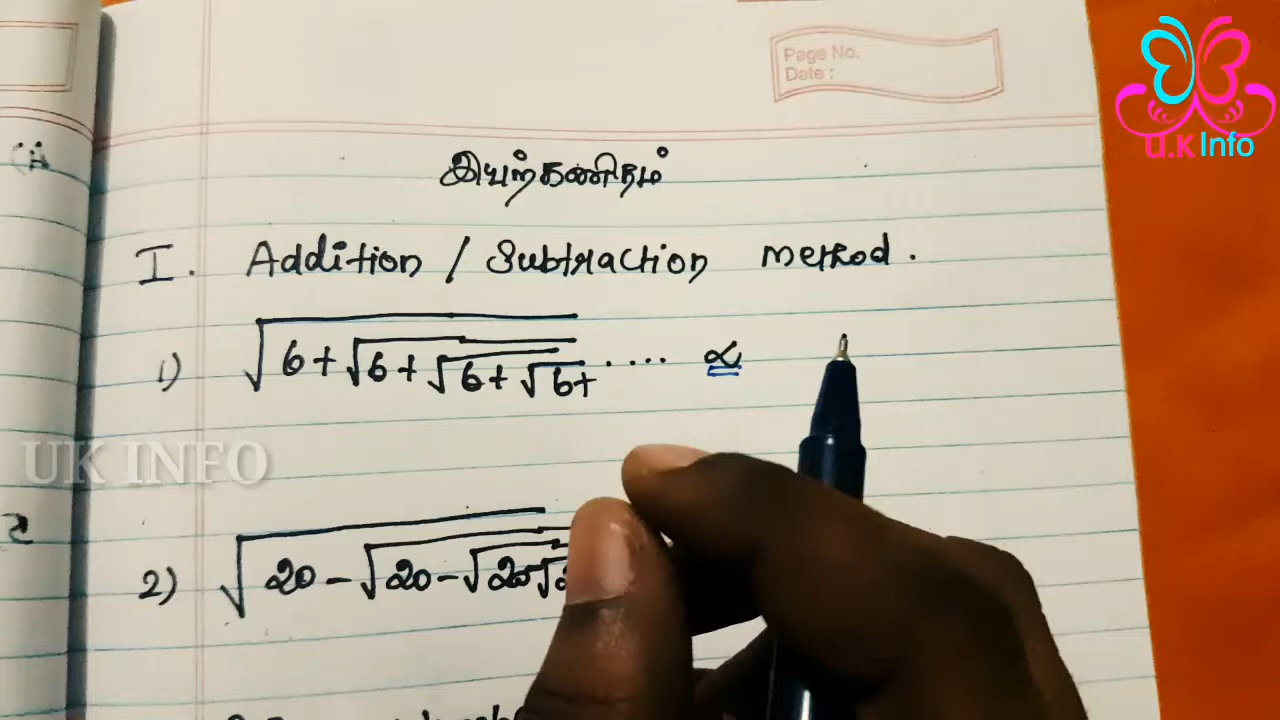 Page No.
Date :
U.K Info
இயற்கணிதம்
I. Addition / Subtraction method.
1) √6+√6+√6+√6+ ..... ∝
UK INFO
2) √20-√20-√20-√2